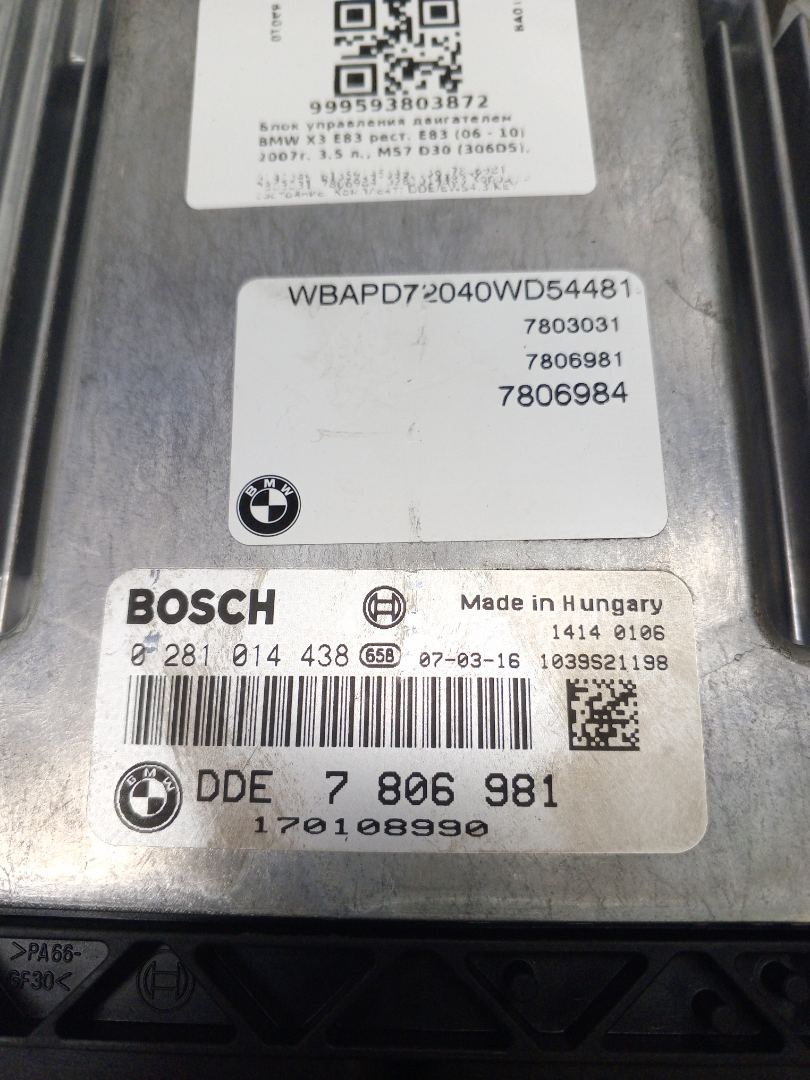 999593803872
Блок управления двигателем
BMW X3 E83 рест. E83 (06 - 10)
2007г. 3.5 л., M57 D30 (306D5),
WBAPD72040WD54481
7803031
7806981
7806984
BMW
BOSCH
Made in Hungary
1414 0106
0 281 014 438 65B 07-03-16 1039S21198
GMW DDE 7 806 981
170108990
>PA66-
GF30<